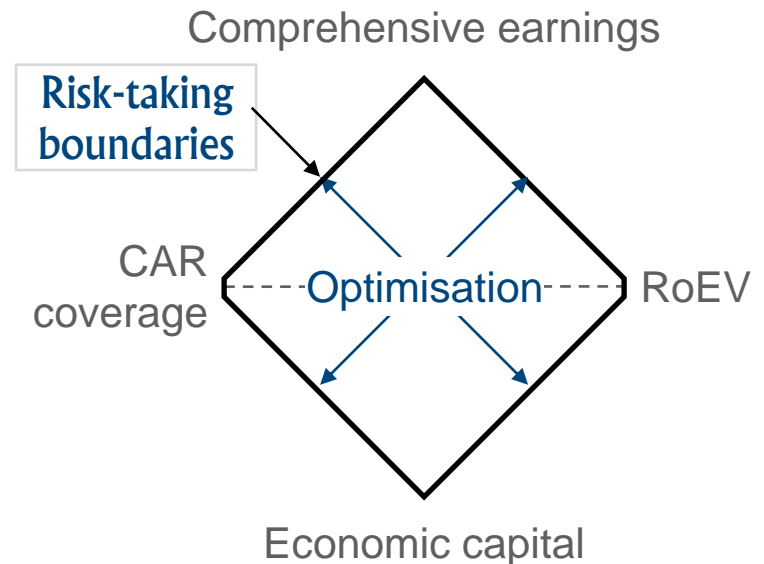 Comprehensive earnings
Risk-taking
boundaries
CAR
coverage
Optimisation
RoEV
Economic capital